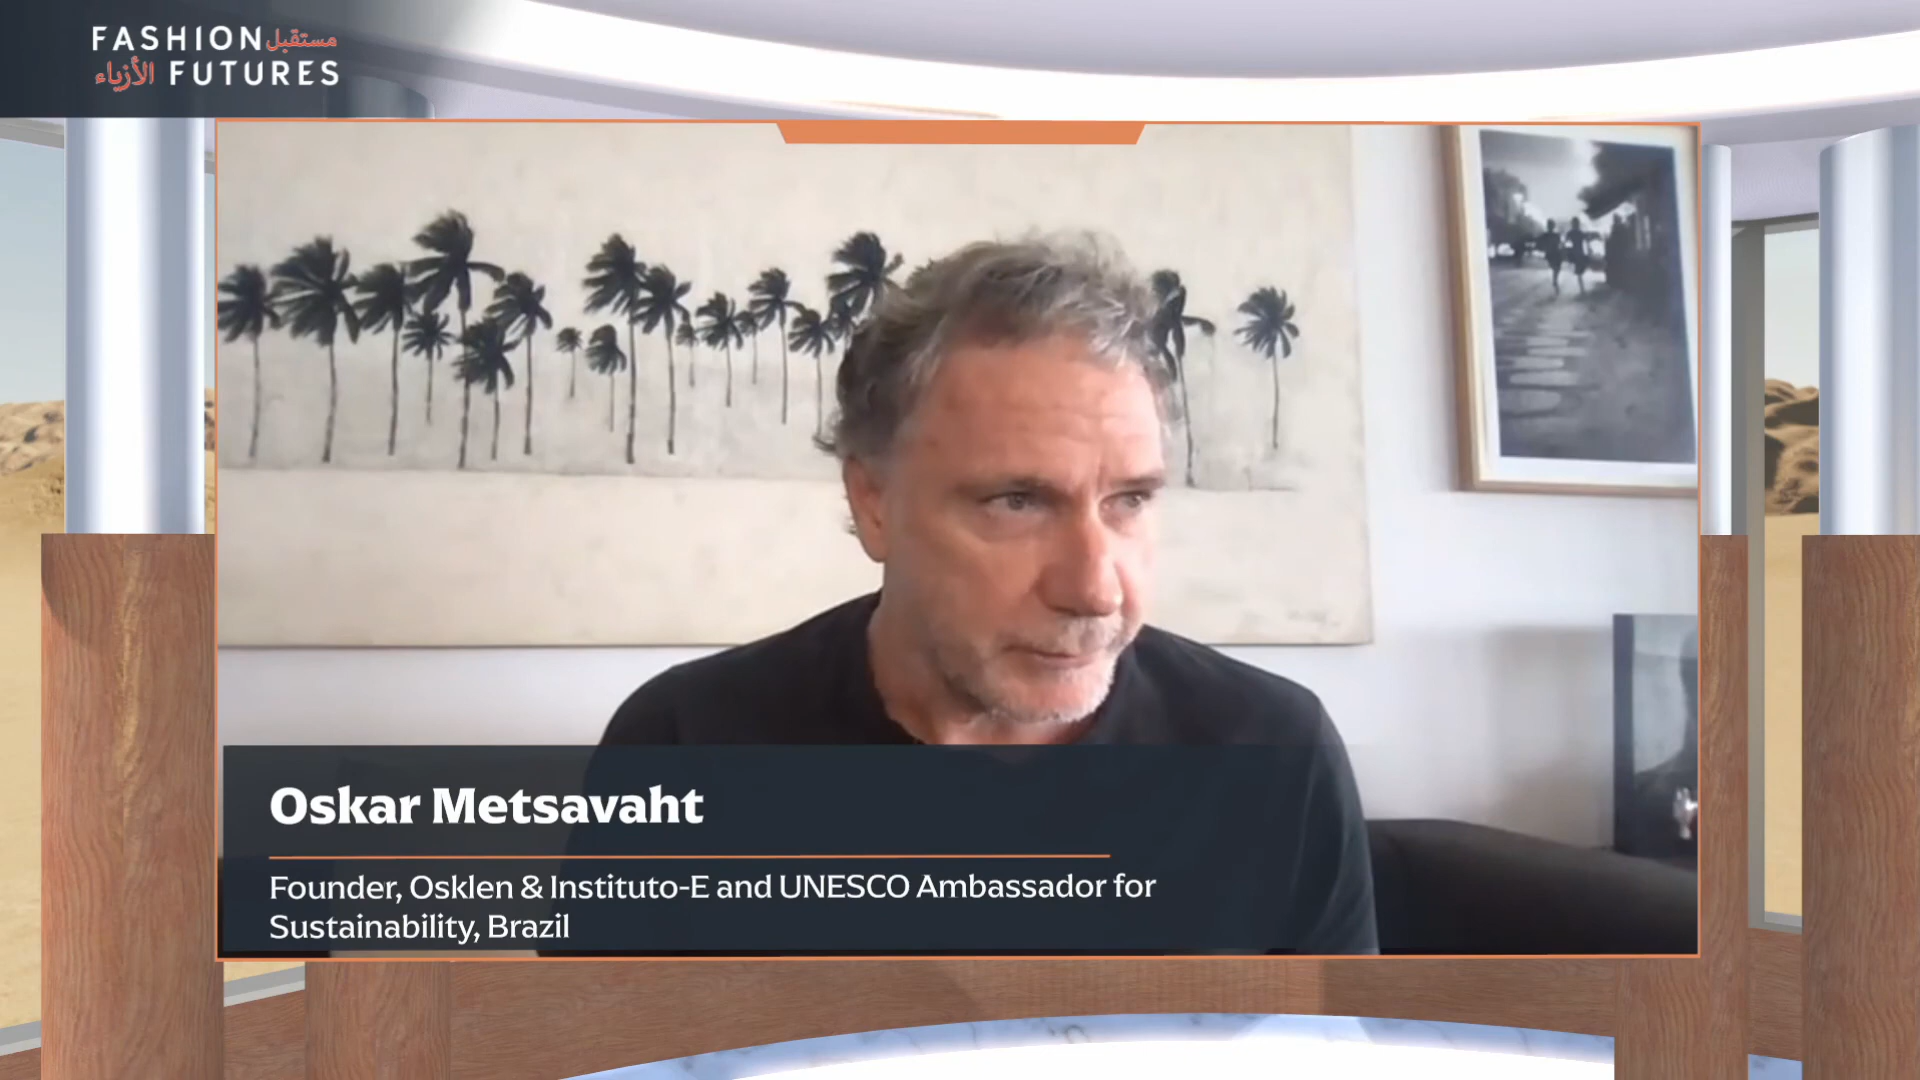 FASHION مستقبل
الأزياء FUTURES
Oskar Metsavaht
Founder, Osklen & Instituto-E and UNESCO Ambassador for
Sustainability, Brazil